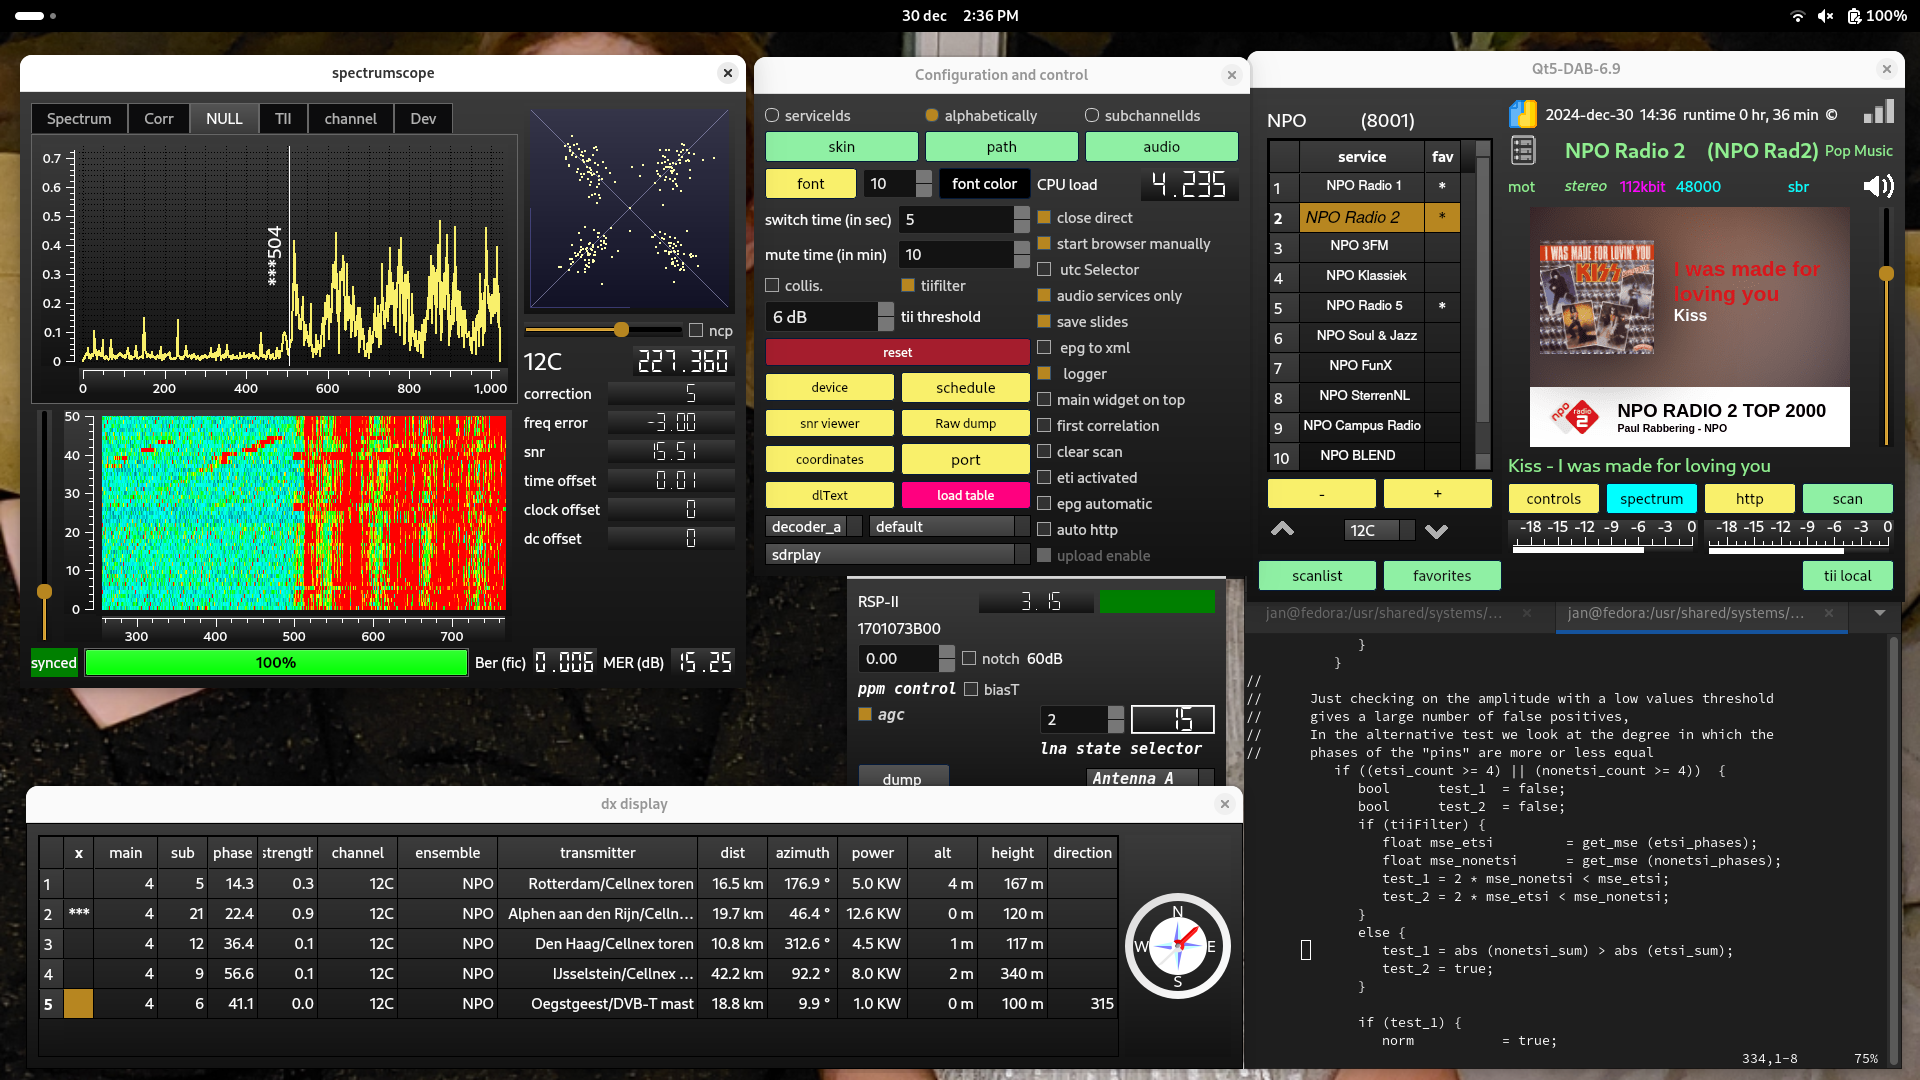 30 dec 2:36 PM
100%
spectrumscope
Spectrum Corr NULL TII channel Dev
0.7
0.6
0.5
0.4
0.3
0.2
0.1
0
***504
0 200 400 600 800 1,000
ncp
12C 227.360
correction 5
freq error -3.00
snr 15.51
time offset 0.01
clock offset 0
dc offset 0
50
40
30
20
10
0
300 400 500 600 700
synced 100% Ber (fic) 0.006 MER (dB) 15.25
Configuration and control
serviceIds alphabetically subchannelIds
skin path audio
font 10 font color CPU load 4.235
switch time (in sec) 5
mute time (in min) 10
collis. tiifilter
6 dB tii threshold
reset
device schedule
snr viewer Raw dump
coordinates port
dlText load table
decoder_a default
sdrplay
close direct
start browser manually
utc Selector
audio services only
save slides
epg to xml
logger
main widget on top
first correlation
clear scan
eti activated
epg automatic
auto http
upload enable
Qt5-DAB-6.9
NPO (8001)
service fav
1 NPO Radio 1 *
2 NPO Radio 2 *
3 NPO 3FM
4 NPO Klassiek
5 NPO Radio 5 *
6 NPO Soul & Jazz
7 NPO FunX
8 NPO SterrenNL
9 NPO Campus Radio
10 NPO BLEND
- +
12C
scanlist favorites
2024-dec-30 14:36 runtime 0 hr, 36 min ©
NPO Radio 2 (NPO Rad2) Pop Music
mot stereo 112kbit 48000 sbr
I WAS MADE FOR LOVIN' YOU
KISS
I was made for
loving you
Kiss
npo radio 2
NPO RADIO 2 TOP 2000
Paul Rabbering - NPO
Kiss - I was made for loving you
controls spectrum http scan
-18 -15 -12 -9 -6 -3 0 -18 -15 -12 -9 -6 -3 0
tii local
RSP-II 3.15
1701073B00
0.00 notch 60dB
ppm control biasT
agc
2 15
lna state selector
dump Antenna A
jan@fedora:/usr/shared/systems/... jan@fedora:/usr/shared/systems/...
}
}
//
// Just checking on the amplitude with a low values threshold
// gives a large number of false positives,
// In the alternative test we look at the degree in which the
// phases of the "pins" are more or less equal
if ((etsi_count >= 4) || (nonetsi_count >= 4)) {
bool test_1 = false;
bool test_2 = false;
if (tiiFilter) {
float mse_etsi = get_mse (etsi_phases);
float mse_nonetsi = get_mse (nonetsi_phases);
test_1 = 2 * mse_nonetsi < mse_etsi;
test_2 = 2 * mse_etsi < mse_nonetsi;
}
else {
test_1 = abs (nonetsi_sum) > abs (etsi_sum);
test_2 = true;
}
if (test_1) {
norm = true;
334,1-8 75%
dx display
x main sub phase strength channel ensemble transmitter dist azimuth power alt height direction
1 4 5 14.3 0.3 12C NPO Rotterdam/Cellnex toren 16.5 km 176.9 ° 5.0 KW 4 m 167 m
2 *** 4 21 22.4 0.9 12C NPO Alphen aan den Rijn/Celln... 19.7 km 46.4 ° 12.6 KW 0 m 120 m
3 4 12 36.4 0.1 12C NPO Den Haag/Cellnex toren 10.8 km 312.6 ° 4.5 KW 1 m 117 m
4 4 9 56.6 0.1 12C NPO IJsselstein/Cellnex ... 42.2 km 92.2 ° 8.0 KW 2 m 340 m
5 4 6 41.1 0.0 12C NPO Oegstgeest/DVB-T mast 18.8 km 9.9 ° 1.0 KW 0 m 100 m 315
N
W E
S